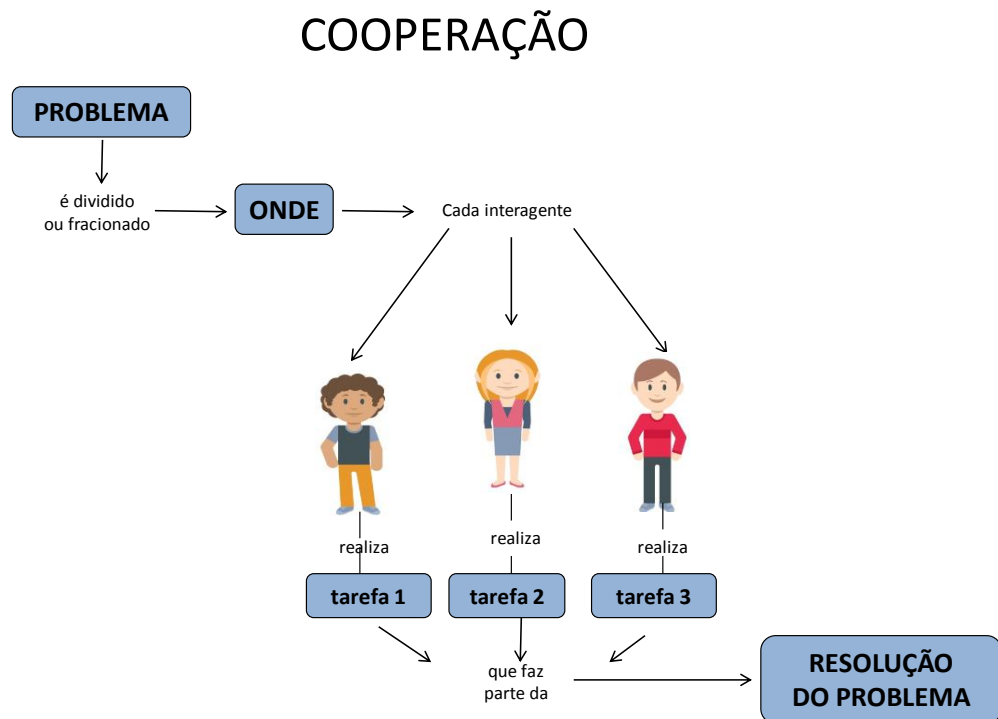 COOPERAÇÃO
PROBLEMA
é dividido
ou fracionado
ONDE
Cada interagente
realiza
realiza
realiza
tarefa 1
tarefa 2
tarefa 3
que faz
parte da
RESOLUÇÃO
DO PROBLEMA